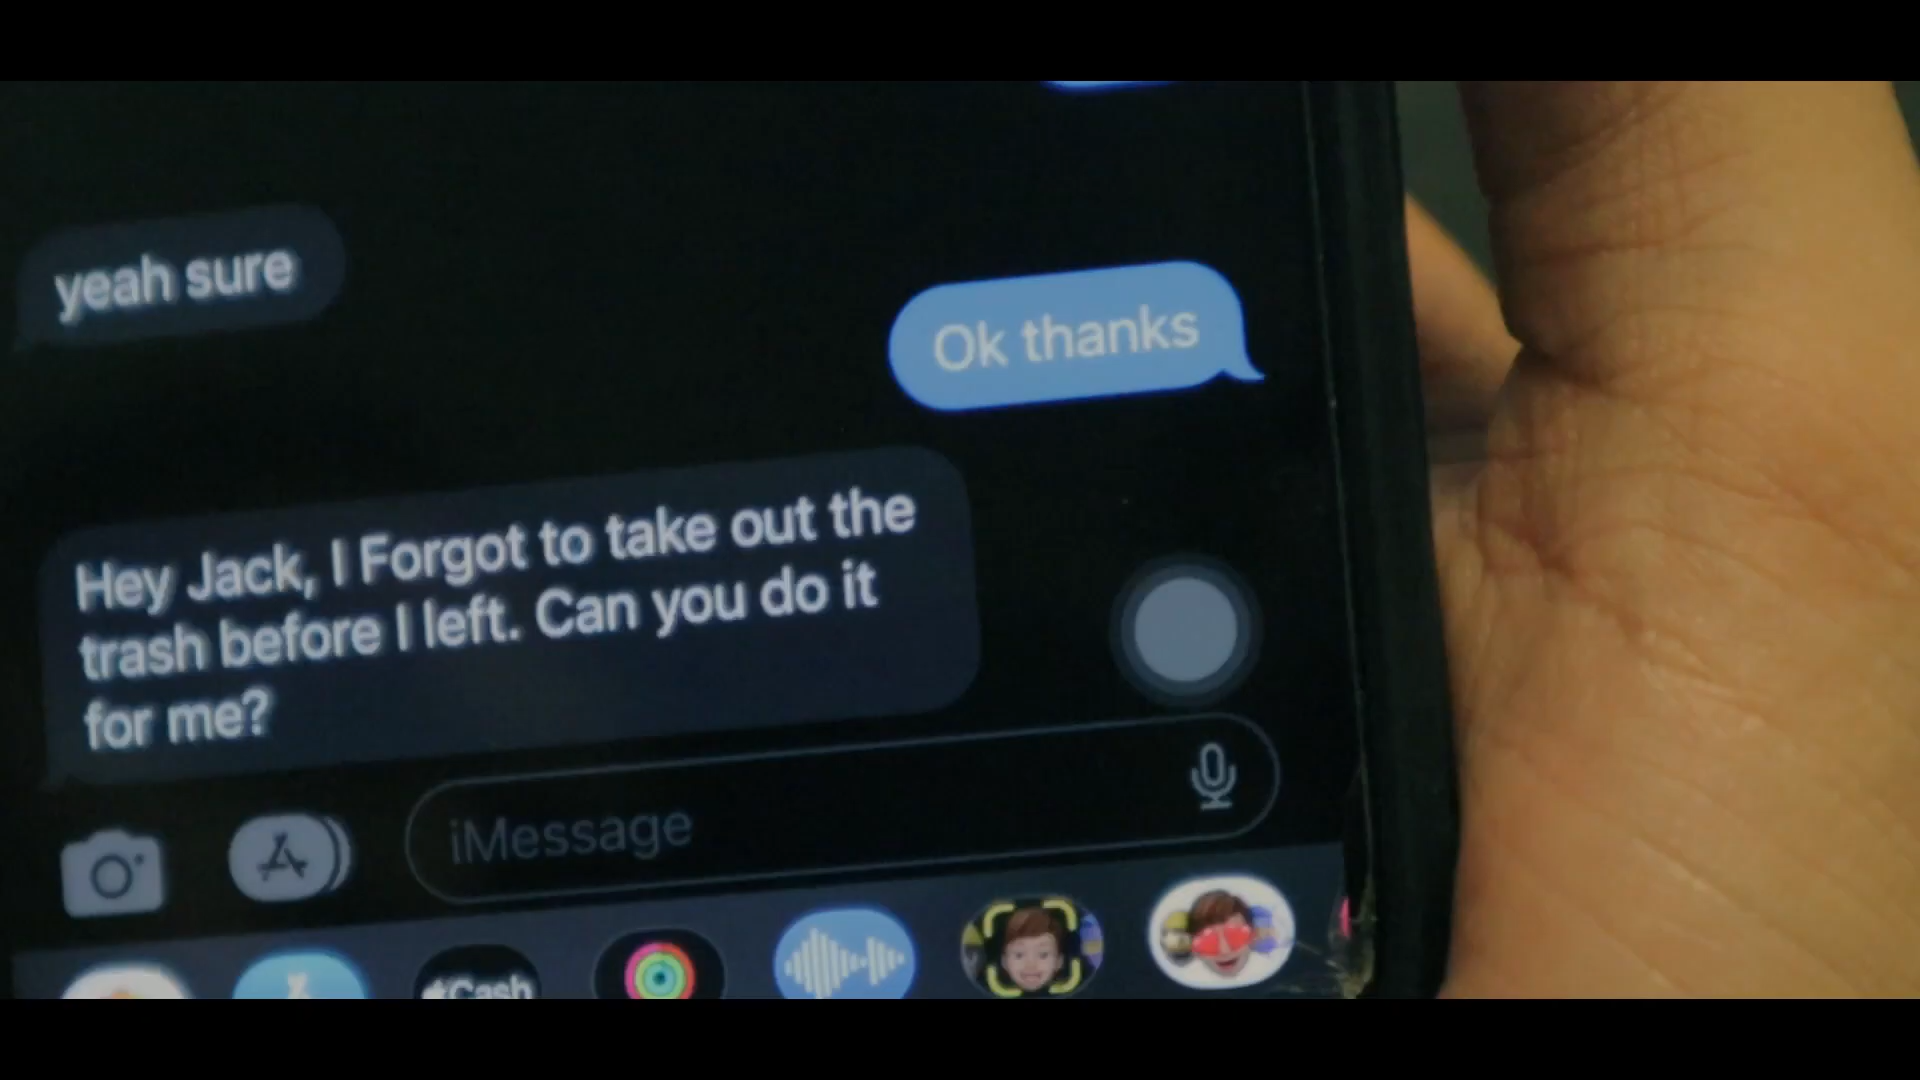 yeah sure
Ok thanks
Hey Jack, I Forgot to take out the
trash before I left. Can you do it
for me?
iMessage
Cash